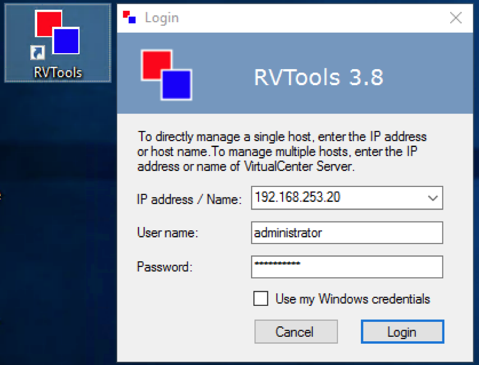 RVTools
Login
RVTools 3.8
To directly manage a single host, enter the IP address
or host name.To manage multiple hosts, enter the IP
address or name of VirtualCenter Server.
IP address / Name: 192.168.253.20
User name: administrator
Password: **********
Use my Windows credentials
Cancel Login